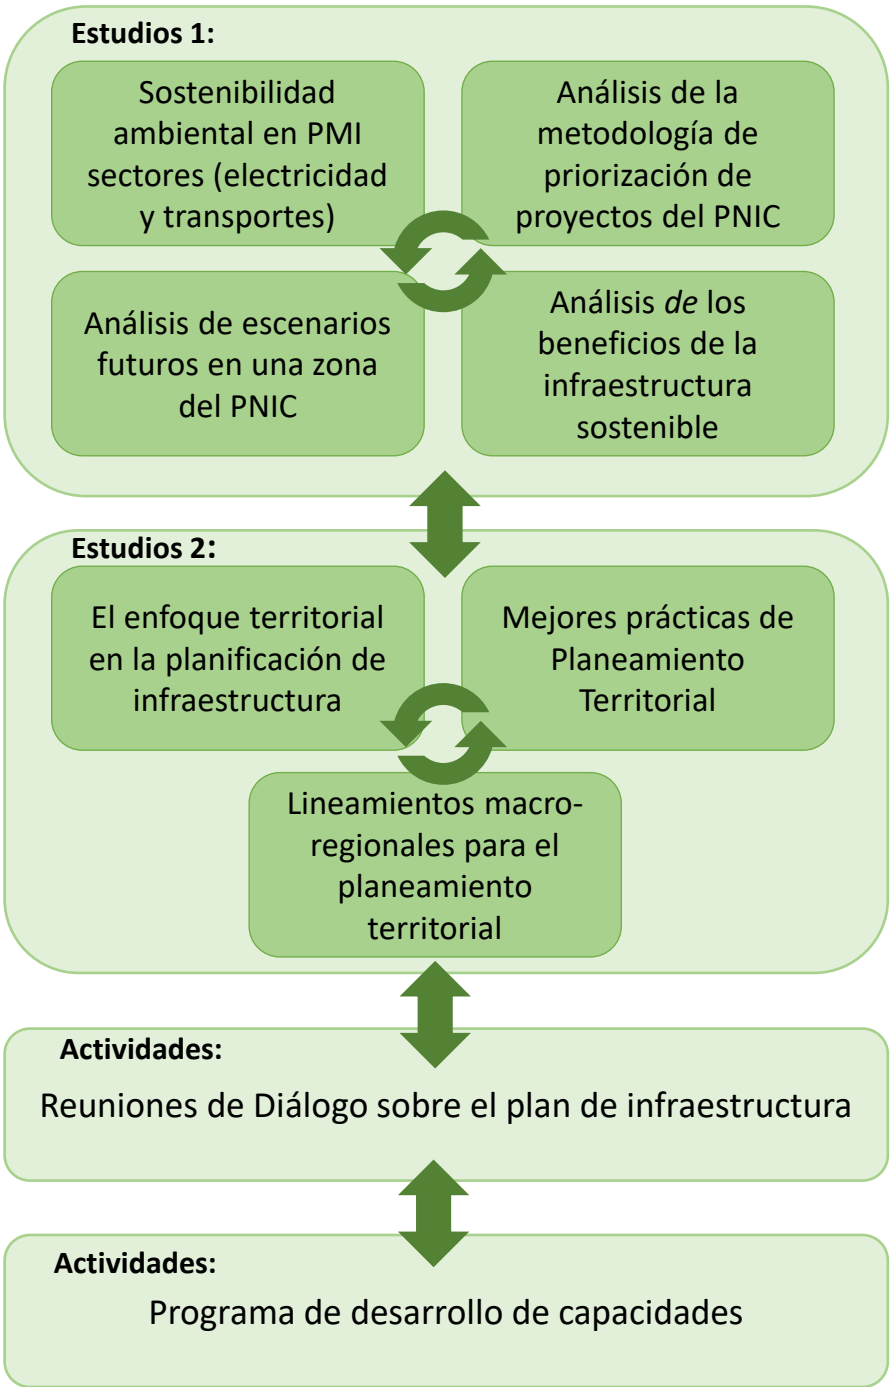 Estudios 1:
Sostenibilidad
ambiental en PMI
sectores (electricidad
y transportes)
Análisis de la
metodología de
priorización de
proyectos del PNIC
Análisis de escenarios
futuros en una zona
del PNIC
Análisis de los
beneficios de la
infraestructura
sostenible
Estudios 2:
El enfoque territorial
en la planificación de
infraestructura
Mejores prácticas de
Planeamiento
Territorial
Lineamientos macro-
regionales para el
planeamiento
territorial
Actividades:
Reuniones de Diálogo sobre el plan de infraestructura
Actividades:
Programa de desarrollo de capacidades